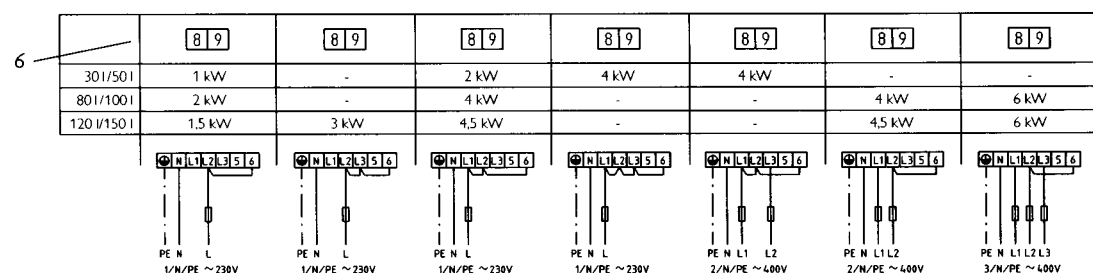 8 9 8 9 8 9 8 9 8 9 8 9 8 9
6
30 l/50 l 1 kW - 2 kW 4 kW 4 kW - -
80 l/100 l 2 kW - 4 kW - - 4 kW 6 kW
120 l/150 l 1,5 kW 3 kW 4,5 kW - - 4,5 kW 6 kW
N L1 L2 L3 5 6 N L1 L2 L3 5 6 N L1 L2 L3 5 6 N L1 L2 L3 5 6 N L1 L2 L3 5 6 N L1 L2 L3 5 6 N L1 L2 L3 5 6
PE N L PE N L PE N L PE N L PE N L1 L2 PE N L1 L2 PE N L1 L2 L3
1/N/PE ~ 230V 1/N/PE ~ 230V 1/N/PE ~ 230V 1/N/PE ~ 230V 2/N/PE ~ 400V 2/N/PE ~ 400V 3/N/PE ~ 400V